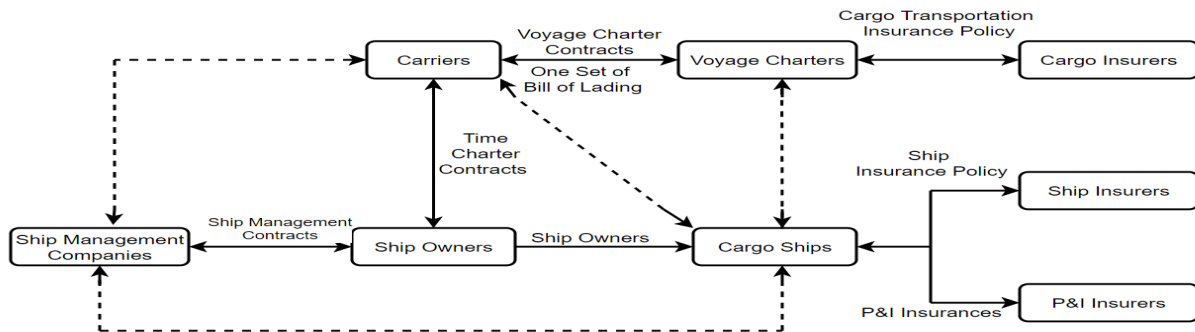 Cargo Transportation
Insurance Policy
Voyage Charter
Contracts
Carriers
Voyage Charters
Cargo Insurers
One Set of
Bill of Lading
Time
Charter
Contracts
Ship
Insurance Policy
Ship Insurers
Ship Management
Companies
Ship Management
Contracts
Ship Owners
Ship Owners
Cargo Ships
P&I Insurances
P&I Insurers